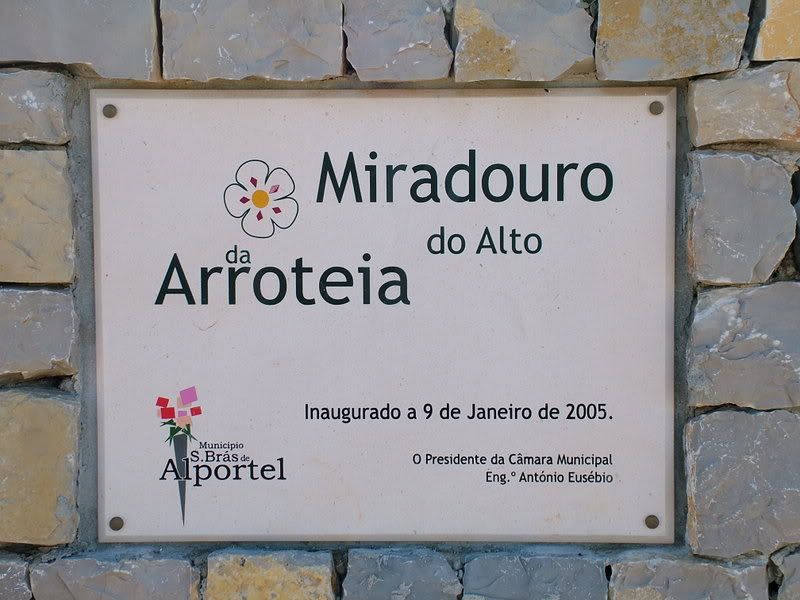 Miradouro
do Alto
da
Arroteia
Inaugurado a 9 de Janeiro de 2005.
Município
S.Brás de
Alportel
O Presidente da Câmara Municipal
Eng.º António Eusébio